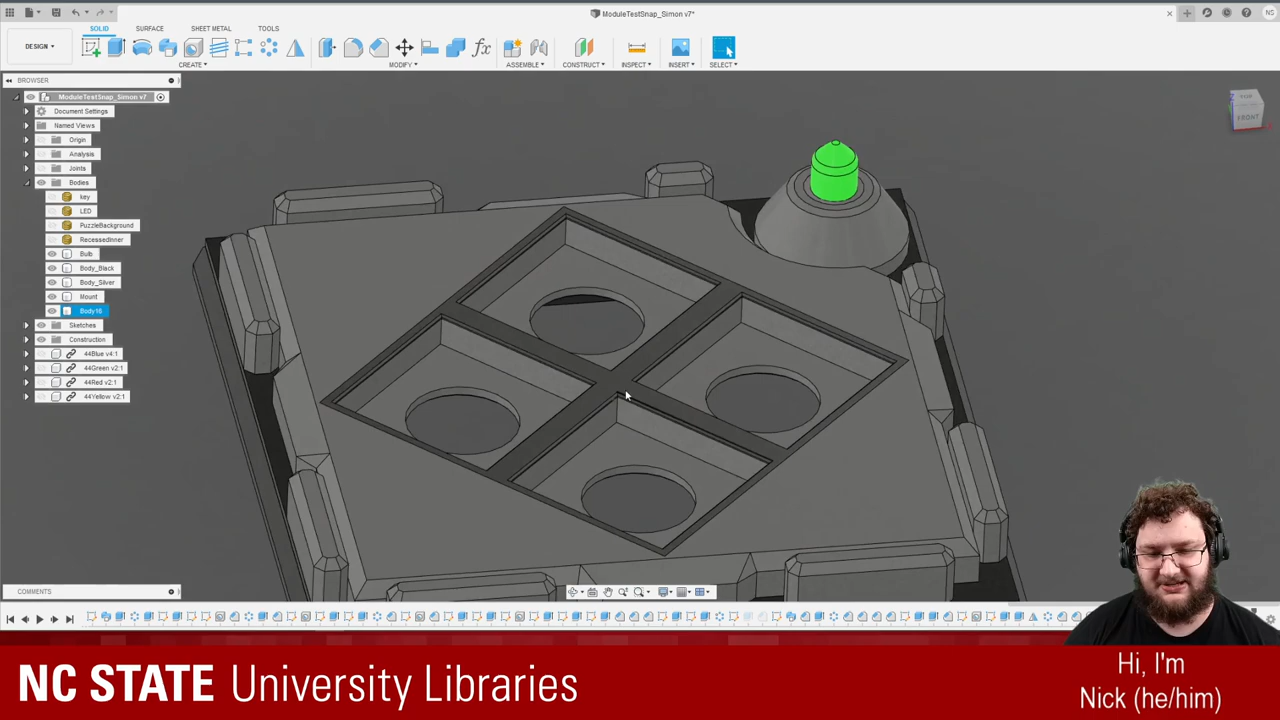 ModuleTestSnap_Simon v7*
NS
SOLID SURFACE SHEET METAL TOOLS
DESIGN
CREATE MODIFY ASSEMBLE CONSTRUCT INSPECT INSERT SELECT
BROWSER
ModuleTestSnap_Simon v7
Document Settings
Named Views
Origin
Analysis
Joints
Bodies
key
LED
PuzzleBackground
RecessedInner
Bulb
Body_Black
Body_Silver
Mount
Body16
Sketches
Construction
44Blue v4:1
44Green v2:1
44Red v2:1
44Yellow v2:1
TOP
FRONT
COMMENTS
NC STATE University Libraries
Hi, I'm
Nick (he/him)